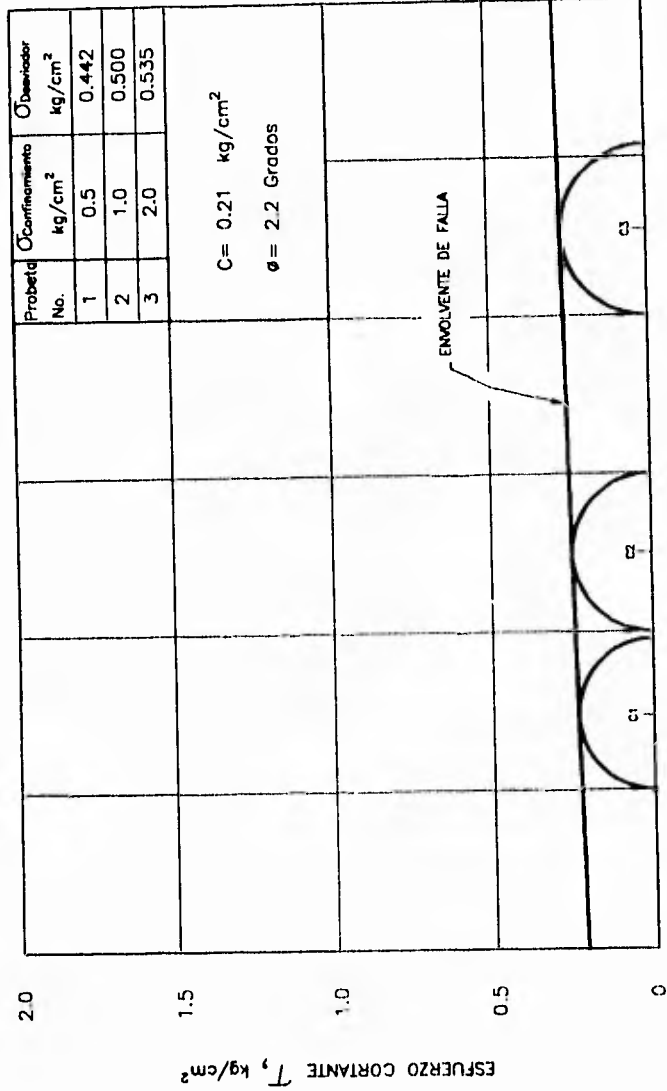 Probeta No.
σConfinamiento kg/cm²
σDesviador kg/cm²
1 0.5 0.442
2 1.0 0.500
3 2.0 0.535
C= 0.21 kg/cm²
ø= 2.2 Grados
ENVOLVENTE DE FALLA
ESFUERZO CORTANTE T, kg/cm²
2.0
1.5
1.0
0.5
0
C1
C2
C3